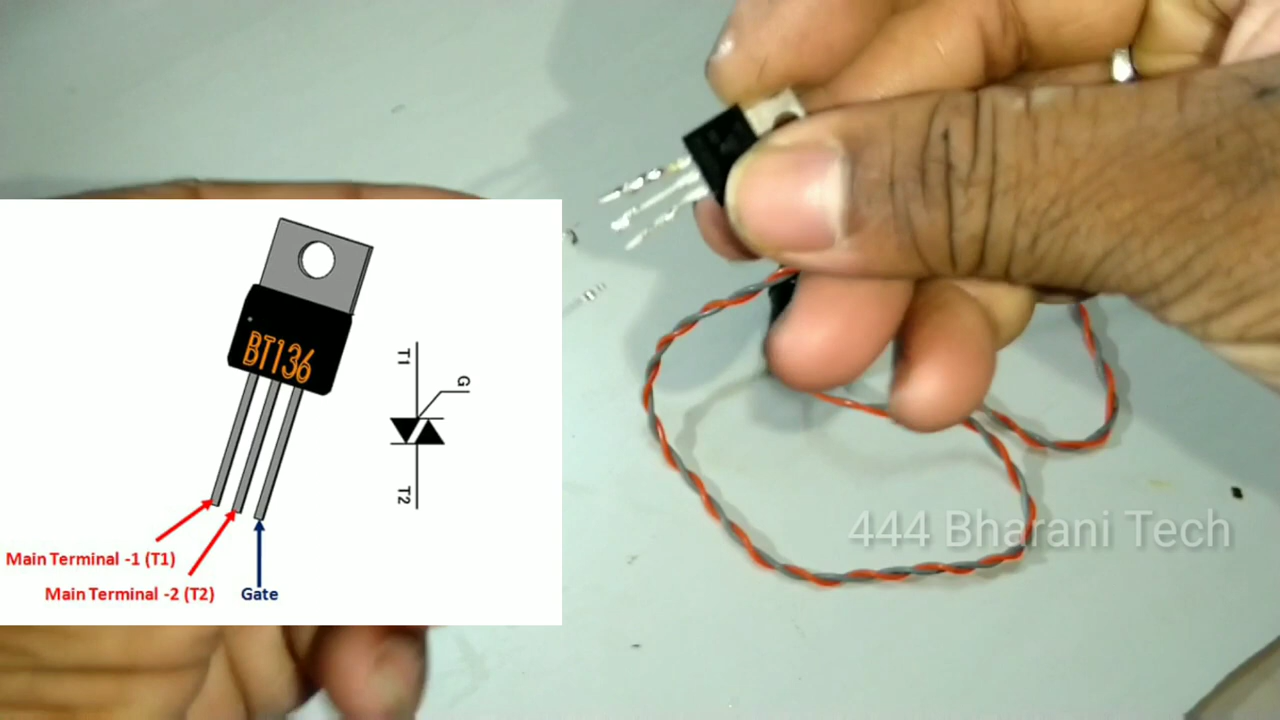 BT136
T1
G
T2
Main Terminal -1 (T1)
Main Terminal -2 (T2)
Gate
444 Bharani Tech